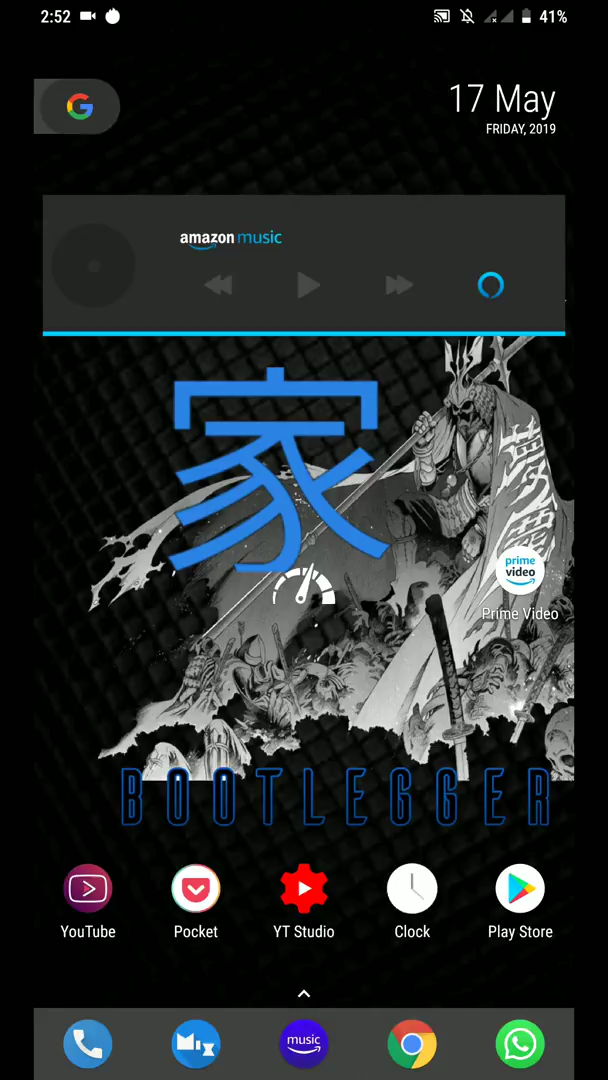 2:52
41%
17 May
FRIDAY, 2019
amazon music
家
prime video
Prime Video
BOOTLEGGER
YouTube
Pocket
YT Studio
Clock
Play Store
music